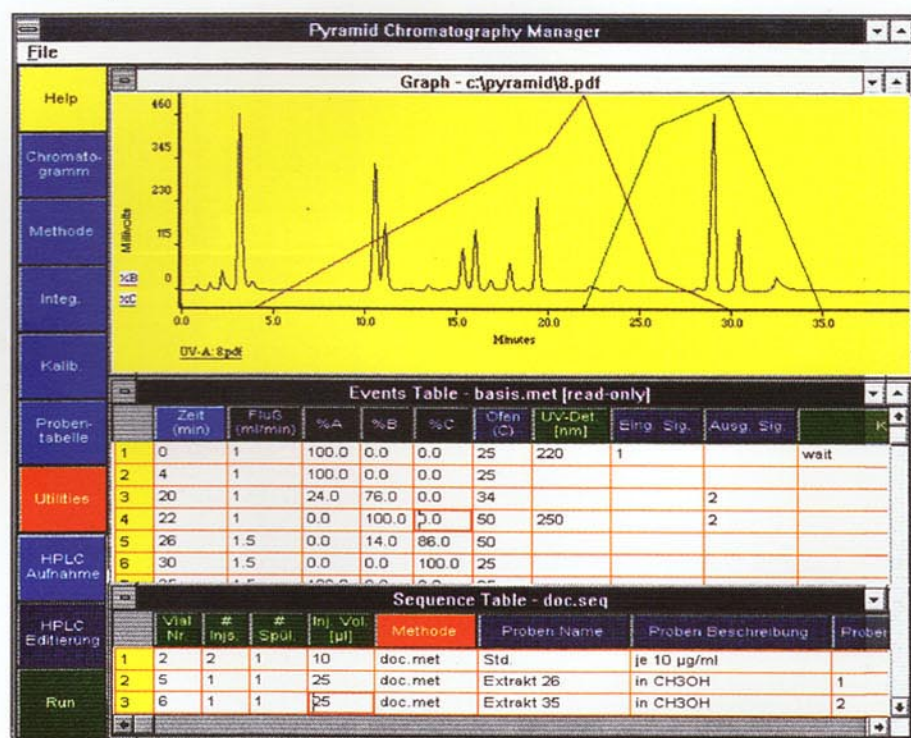 Pyramid Chromatography Manager
File
Help
Chromato-
gramm
Methode
Integ.
Kalib.
Proben-
tabelle
Utilities
HPLC
Aufnahme
HPLC
Editierung
Run
Graph - c:\pyramid\8.pdf
460
345
230
115
0
Millivolts
%B
%C
0.0 5.0 10.0 15.0 20.0 25.0 30.0 35.0
Minutes
UV-A: 8.pdf
Events Table - basis.met [read-only]
Zeit (min) Fluß (ml/min) %A %B %C Ofen (C) UV-Det. [nm] Eing. Sig. Ausg. Sig. K
1 0 1 100.0 0.0 0.0 25 220 1 wait
2 4 1 100.0 0.0 0.0 25
3 20 1 24.0 76.0 0.0 34 2
4 22 1 0.0 100.0 0.0 50 250 2
5 26 1.5 0.0 14.0 86.0 50
6 30 1.5 0.0 0.0 100.0 25
Sequence Table - doc.seq
Vial Nr. # Injs. # Spül. Inj. Vol. [µl] Methode Proben Name Proben Beschreibung Prober
1 2 2 1 10 doc.met Std. je 10 µg/ml
2 5 1 1 25 doc.met Extrakt 26 in CH3OH 1
3 6 1 1 25 doc.met Extrakt 35 in CH3OH 2